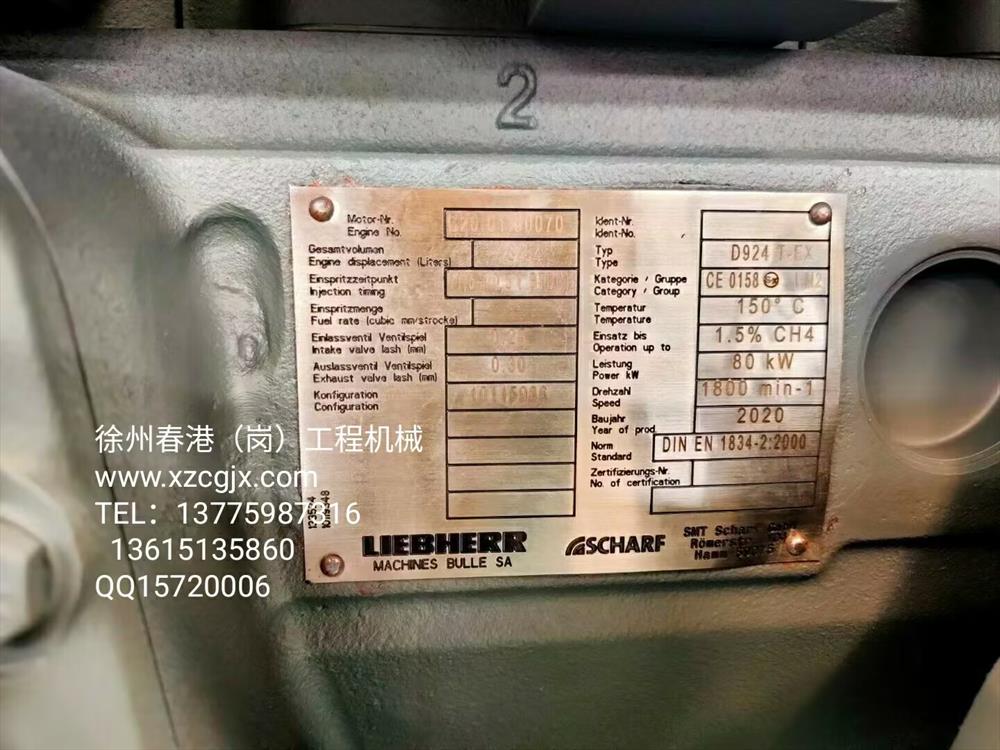 2
Motor-Nr.
Engine No.
Gesamtvolumen
Engine displacement (Liters)
Einspritzzeitpunkt
Injection timing
Einspritzmenge
Fuel rate (cubic mm/strocke)
Einlassventil Ventilspiel
Intake valve lash (mm)
Auslassventil Ventilspiel
Exhaust valve lash (mm)
0.30
Konfiguration
Configuration
Ident-Nr.
Ident-No.
Typ
Type
D924 T-EX
Kategorie / Gruppe
Category / Group
CE 0158
Temperatur
Temperature
150° C
Einsatz bis
Operation up to
1.5% CH4
Leistung
Power kW
80 kW
Drehzahl
Speed
1800 min-1
Baujahr
Year of prod.
2020
Norm
Standard
DIN EN 1834-2:2000
Zertifizierungs-Nr.
No. of certification
LIEBHERR
MACHINES BULLE SA
SCHARF
SMT Scharf
Hamm
徐州春港（岗）工程机械
www.xzcgjx.com
TEL：
13615135860
QQ15720006